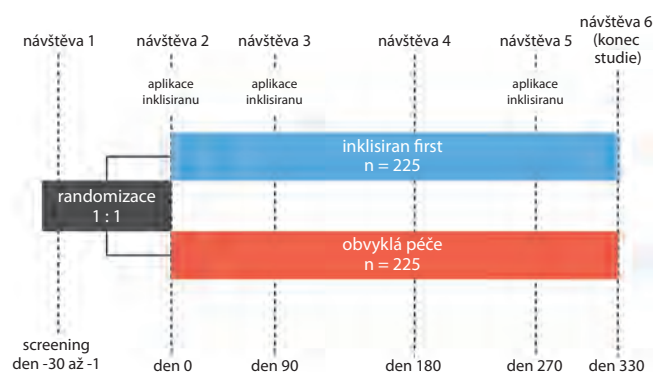 návštěva 1
návštěva 2
návštěva 3
návštěva 4
návštěva 5
návštěva 6
(konec
studie)
aplikace
inklisiranu
aplikace
inklisiranu
aplikace
inklisiranu
inklisiran first
n = 225
randomizace
1 : 1
obvyklá péče
n = 225
screening
den -30 až -1
den 0
den 90
den 180
den 270
den 330